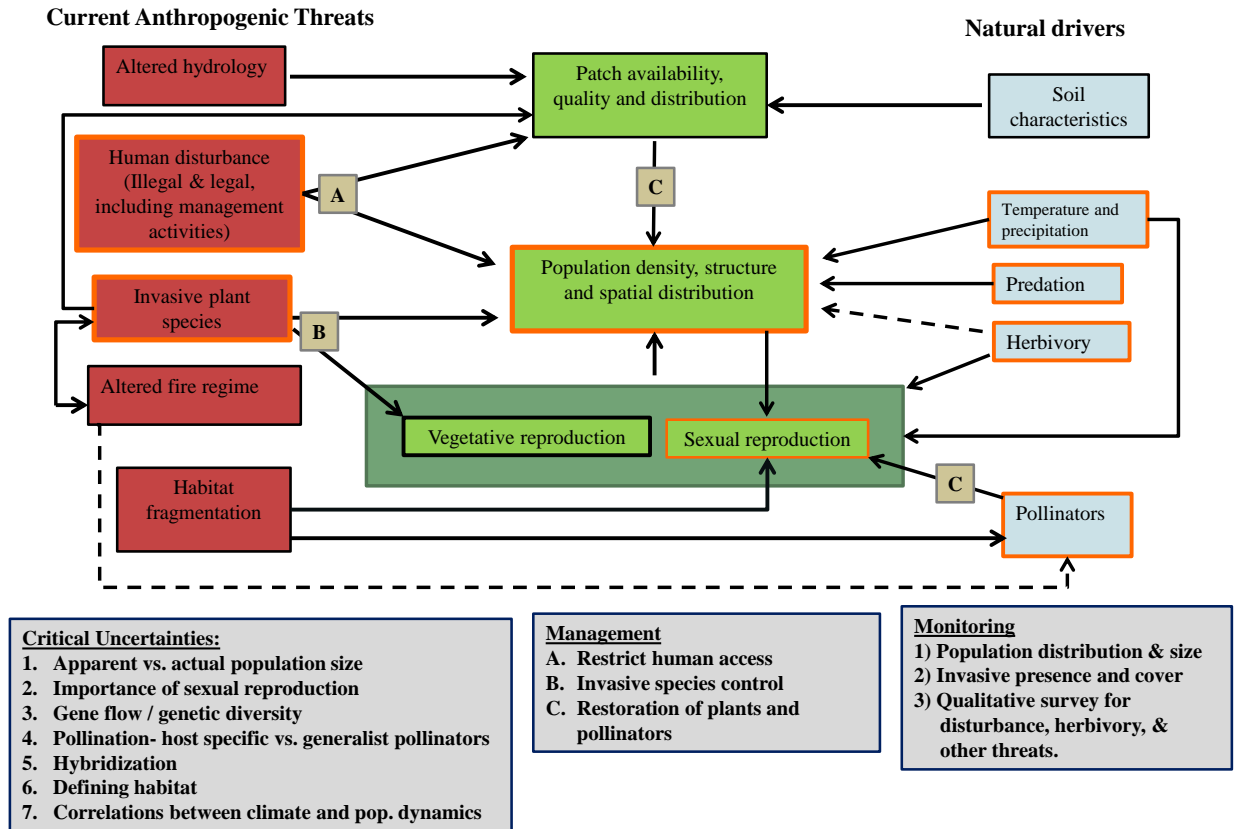 Current Anthropogenic Threats
Natural drivers
Altered hydrology
Patch availability,
quality and distribution
Soil
characteristics
Human disturbance
(Illegal & legal,
including management
activities)
A
C
Temperature and
precipitation
Population density, structure
and spatial distribution
Predation
Invasive plant
species
B
Herbivory
Altered fire regime
Vegetative reproduction
Sexual reproduction
Habitat
fragmentation
C
Pollinators
Critical Uncertainties:
1. Apparent vs. actual population size
2. Importance of sexual reproduction
3. Gene flow / genetic diversity
4. Pollination- host specific vs. generalist pollinators
5. Hybridization
6. Defining habitat
7. Correlations between climate and pop. dynamics
Management
A. Restrict human access
B. Invasive species control
C. Restoration of plants and
pollinators
Monitoring
1) Population distribution & size
2) Invasive presence and cover
3) Qualitative survey for
disturbance, herbivory, &
other threats.